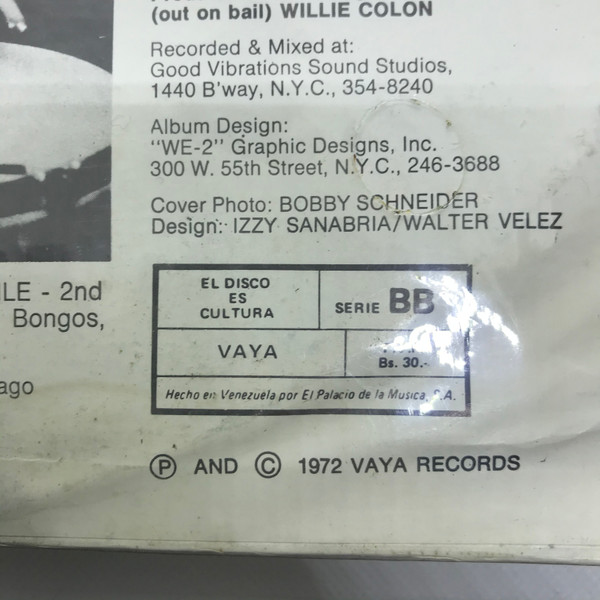 (out on bail) WILLIE COLON
Recorded & Mixed at:
Good Vibrations Sound Studios,
1440 B'way, N.Y.C., 354-8240
Album Design:
"WE-2" Graphic Designs, Inc.
300 W. 55th Street, N.Y.C., 246-3688
Cover Photo: BOBBY SCHNEIDER
Design: IZZY SANABRIA/WALTER VELEZ
ILE - 2nd
Bongos,
ago
EL DISCO
ES
CULTURA
SERIE BB
VAYA
Bs. 30.-
Hecho en Venezuela por El Palacio de la Musica, S.A.
Ⓟ AND © 1972 VAYA RECORDS